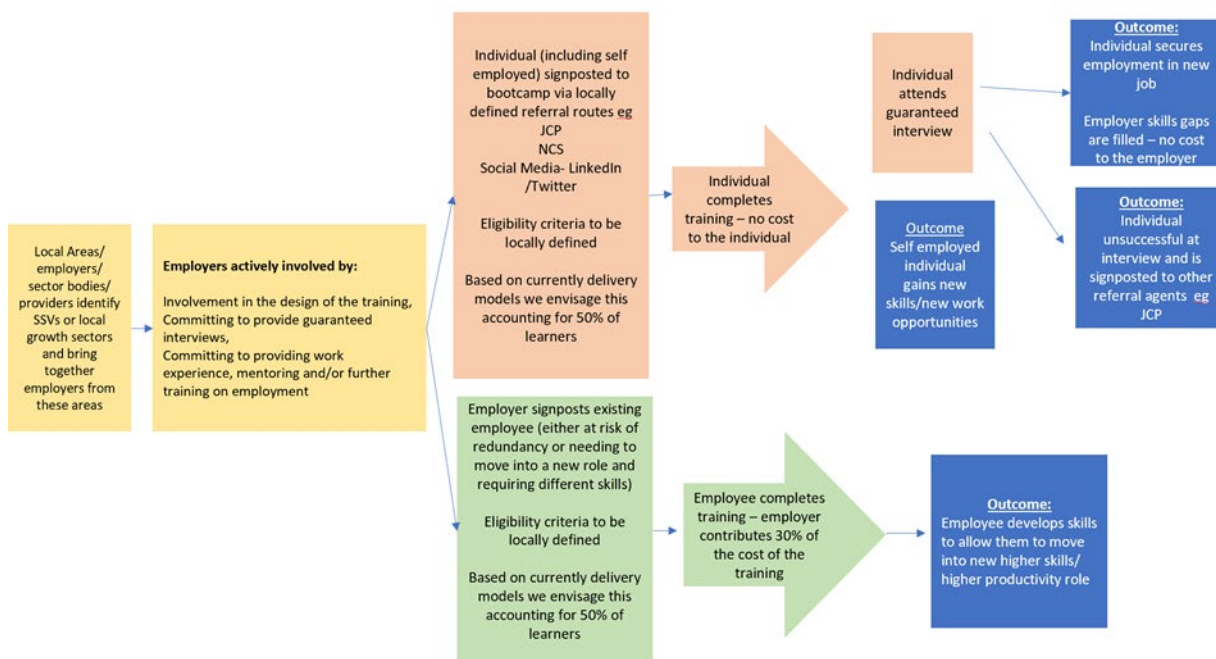 Local Areas/
employers/
sector bodies/
providers identify
SSVs or local
growth sectors
and bring
together
employers from
these areas
Employers actively involved by:
Involvement in the design of the training,
Committing to provide guaranteed
interviews,
Committing to providing work
experience, mentoring and/or further
training on employment
Individual (including self
employed) signposted to
bootcamp via locally
defined referral routes eg
JCP
NCS
Social Media- LinkedIn
/Twitter
Eligibility criteria to be
locally defined
Based on currently delivery
models we envisage this
accounting for 50% of
learners
Individual
completes
training – no cost
to the individual
Individual
attends
guaranteed
interview
Outcome
Self employed
individual
gains new
skills/new work
opportunities
Outcome:
Individual secures
employment in new
job
Employer skills gaps
are filled – no cost
to the employer
Outcome:
Individual
unsuccessful at
interview and is
signposted to other
referral agents eg
JCP
Employer signposts existing
employee (either at risk of
redundancy or needing to
move into a new role and
requiring different skills)
Eligibility criteria to be
locally defined
Based on currently delivery
models we envisage this
accounting for 50% of
learners
Employee completes
training – employer
contributes 30% of
the cost of the
training
Outcome:
Employee develops skills
to allow them to move
into new higher skills/
higher productivity role